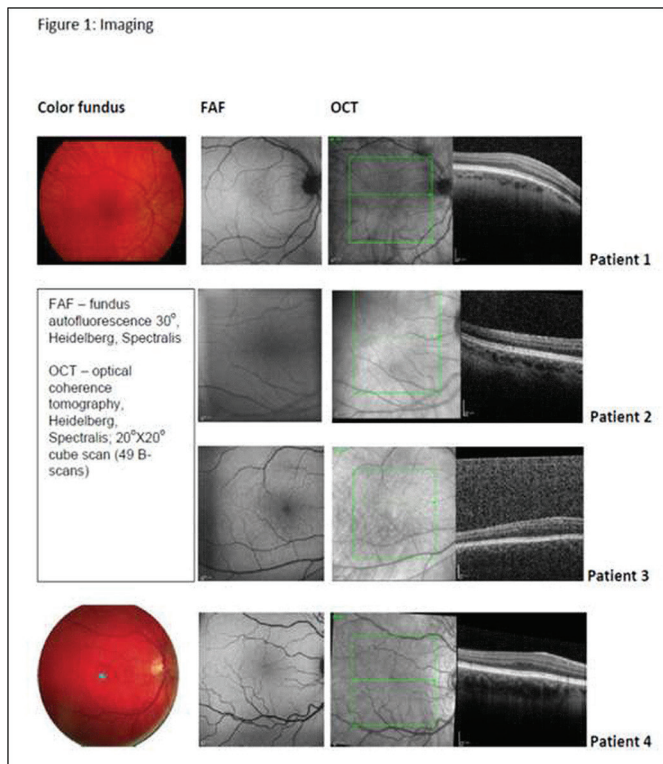 Figure 1: Imaging
Color fundus FAF OCT
Patient 1
FAF – fundus
autofluorescence 30°,
Heidelberg, Spectralis
OCT – optical
coherence
tomography,
Heidelberg,
Spectralis; 20°X20°
cube scan (49 B-
scans)
Patient 2
Patient 3
Patient 4